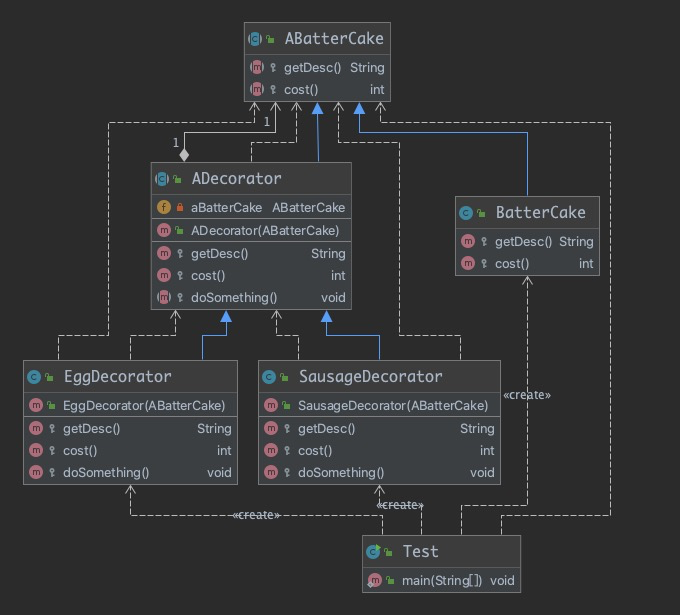 ABatterCake
getDesc() String
cost() int
1
1
ADecorator
aBatterCake ABatterCake
ADecorator(ABatterCake)
getDesc() String
cost() int
doSomething() void
BatterCake
getDesc() String
cost() int
EggDecorator
EggDecorator(ABatterCake)
getDesc() String
cost() int
doSomething() void
SausageDecorator
SausageDecorator(ABatterCake)
getDesc() String
cost() int
doSomething() void
«create»
«create»
«create»
Test
main(String[]) void